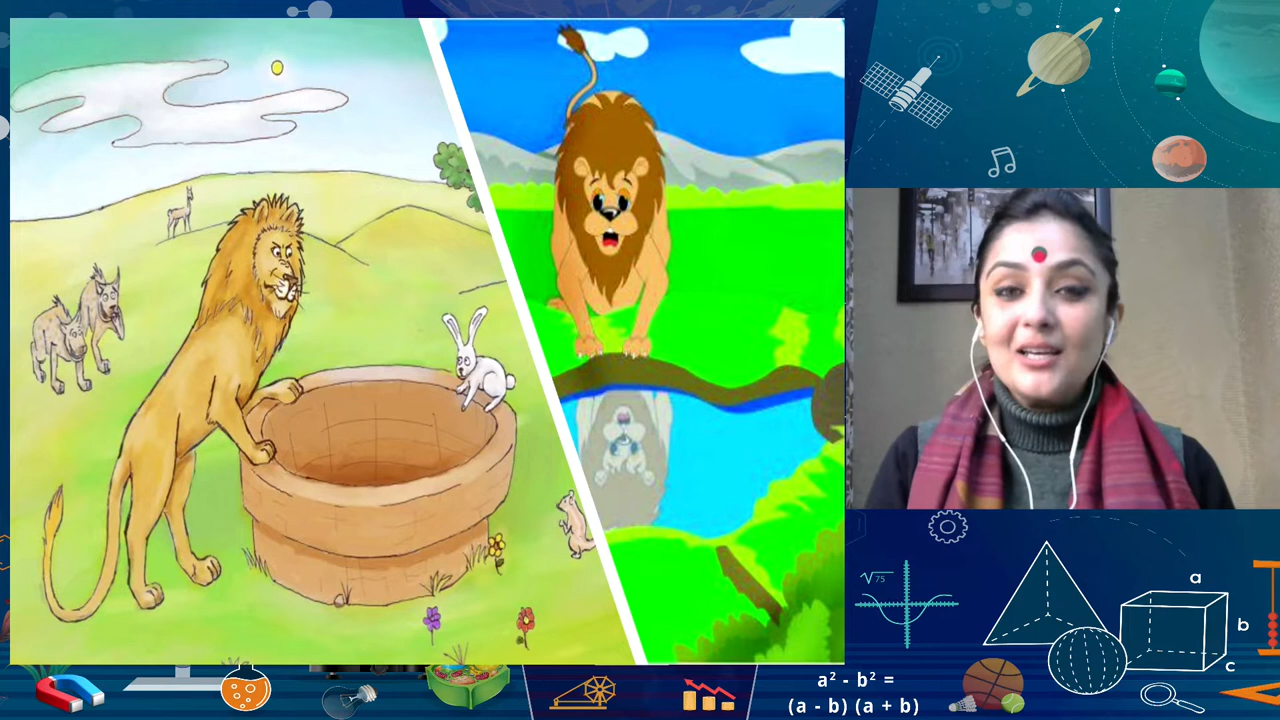 √75
a
b
c
a² - b² =
(a - b) (a + b)